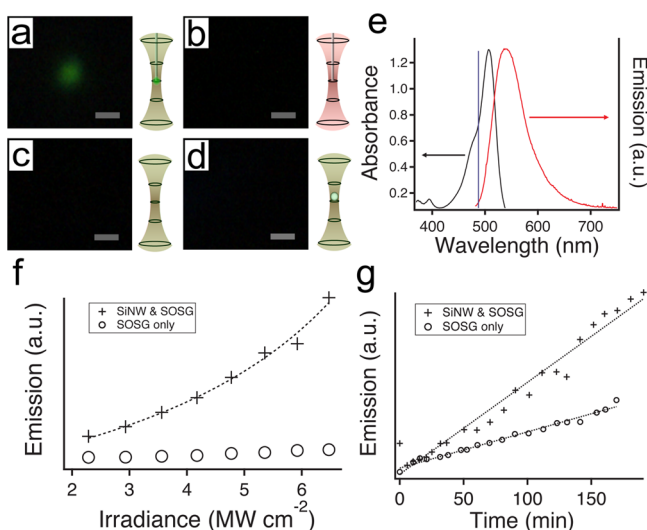 a
b
c
d
e
Absorbance
1.2
1.0
0.8
0.6
0.4
0.2
400 500 600 700
Wavelength (nm)
Emission (a.u.)
f
+ SiNW & SOSG
○ SOSG only
Emission (a.u.)
2 3 4 5 6
Irradiance (MW cm⁻²)
g
+ SiNW & SOSG
○ SOSG only
Emission (a.u.)
0 50 100 150
Time (min)